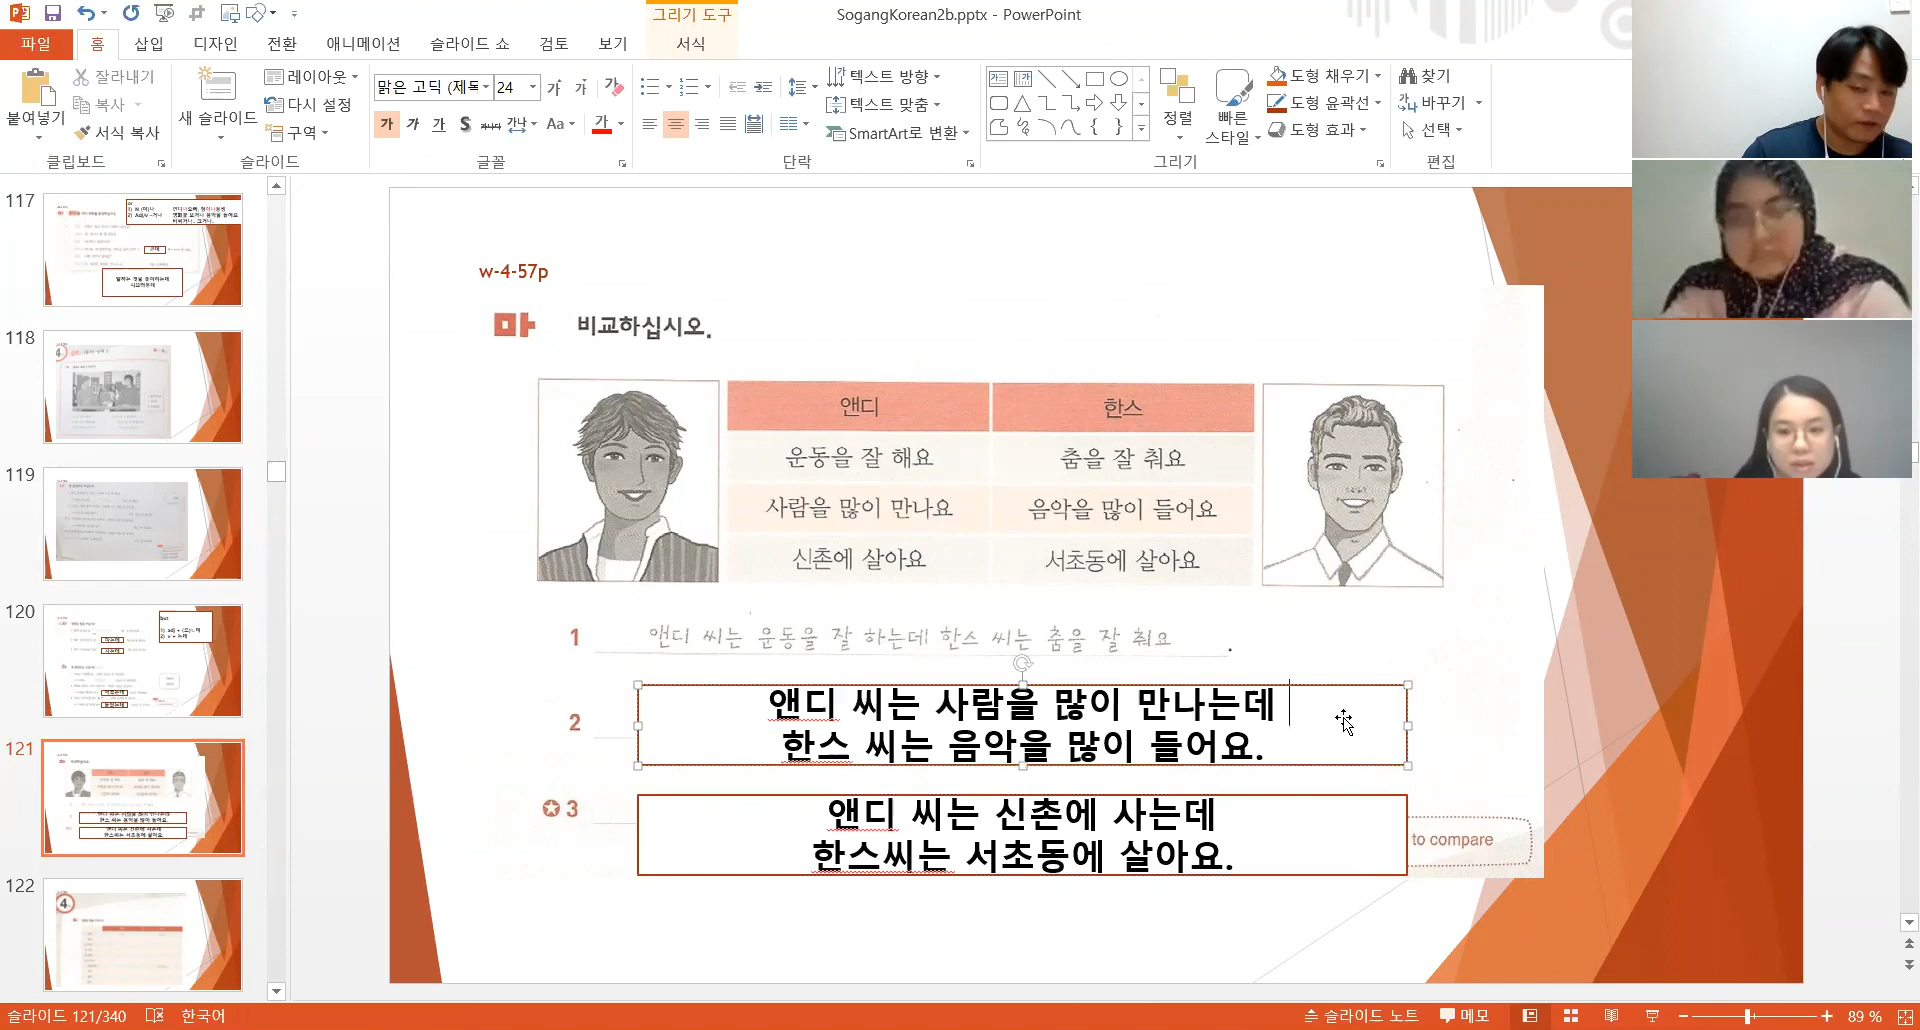 그리기 도구
SogangKorean2b.pptx - PowerPoint
파일 홈 삽입 디자인 전환 애니메이션 슬라이드 쇼 검토 보기 서식
붙여넣기
잘라내기
복사
서식 복사
클립보드
새 슬라이드
레이아웃
다시 설정
구역
슬라이드
맑은 고딕 (제목 24
글꼴
텍스트 방향
텍스트 맞춤
SmartArt로 변환
단락
정렬
빠른
스타일
도형 채우기
도형 윤곽선
도형 효과
그리기
찾기
바꾸기
선택
편집
117
118
119
120
121
122
w-4-57p
마 비교하십시오.
앤디 한스
운동을 잘 해요 춤을 잘 춰요
사람을 많이 만나요 음악을 많이 들어요
신촌에 살아요 서초동에 살아요
1 앤디 씨는 운동을 잘 하는데 한스 씨는 춤을 잘 춰요.
2 앤디 씨는 사람을 많이 만나는데
한스 씨는 음악을 많이 들어요.
3 앤디 씨는 신촌에 사는데
한스씨는 서초동에 살아요.
to compare
슬라이드 121/340 한국어 슬라이드 노트 메모 89 %